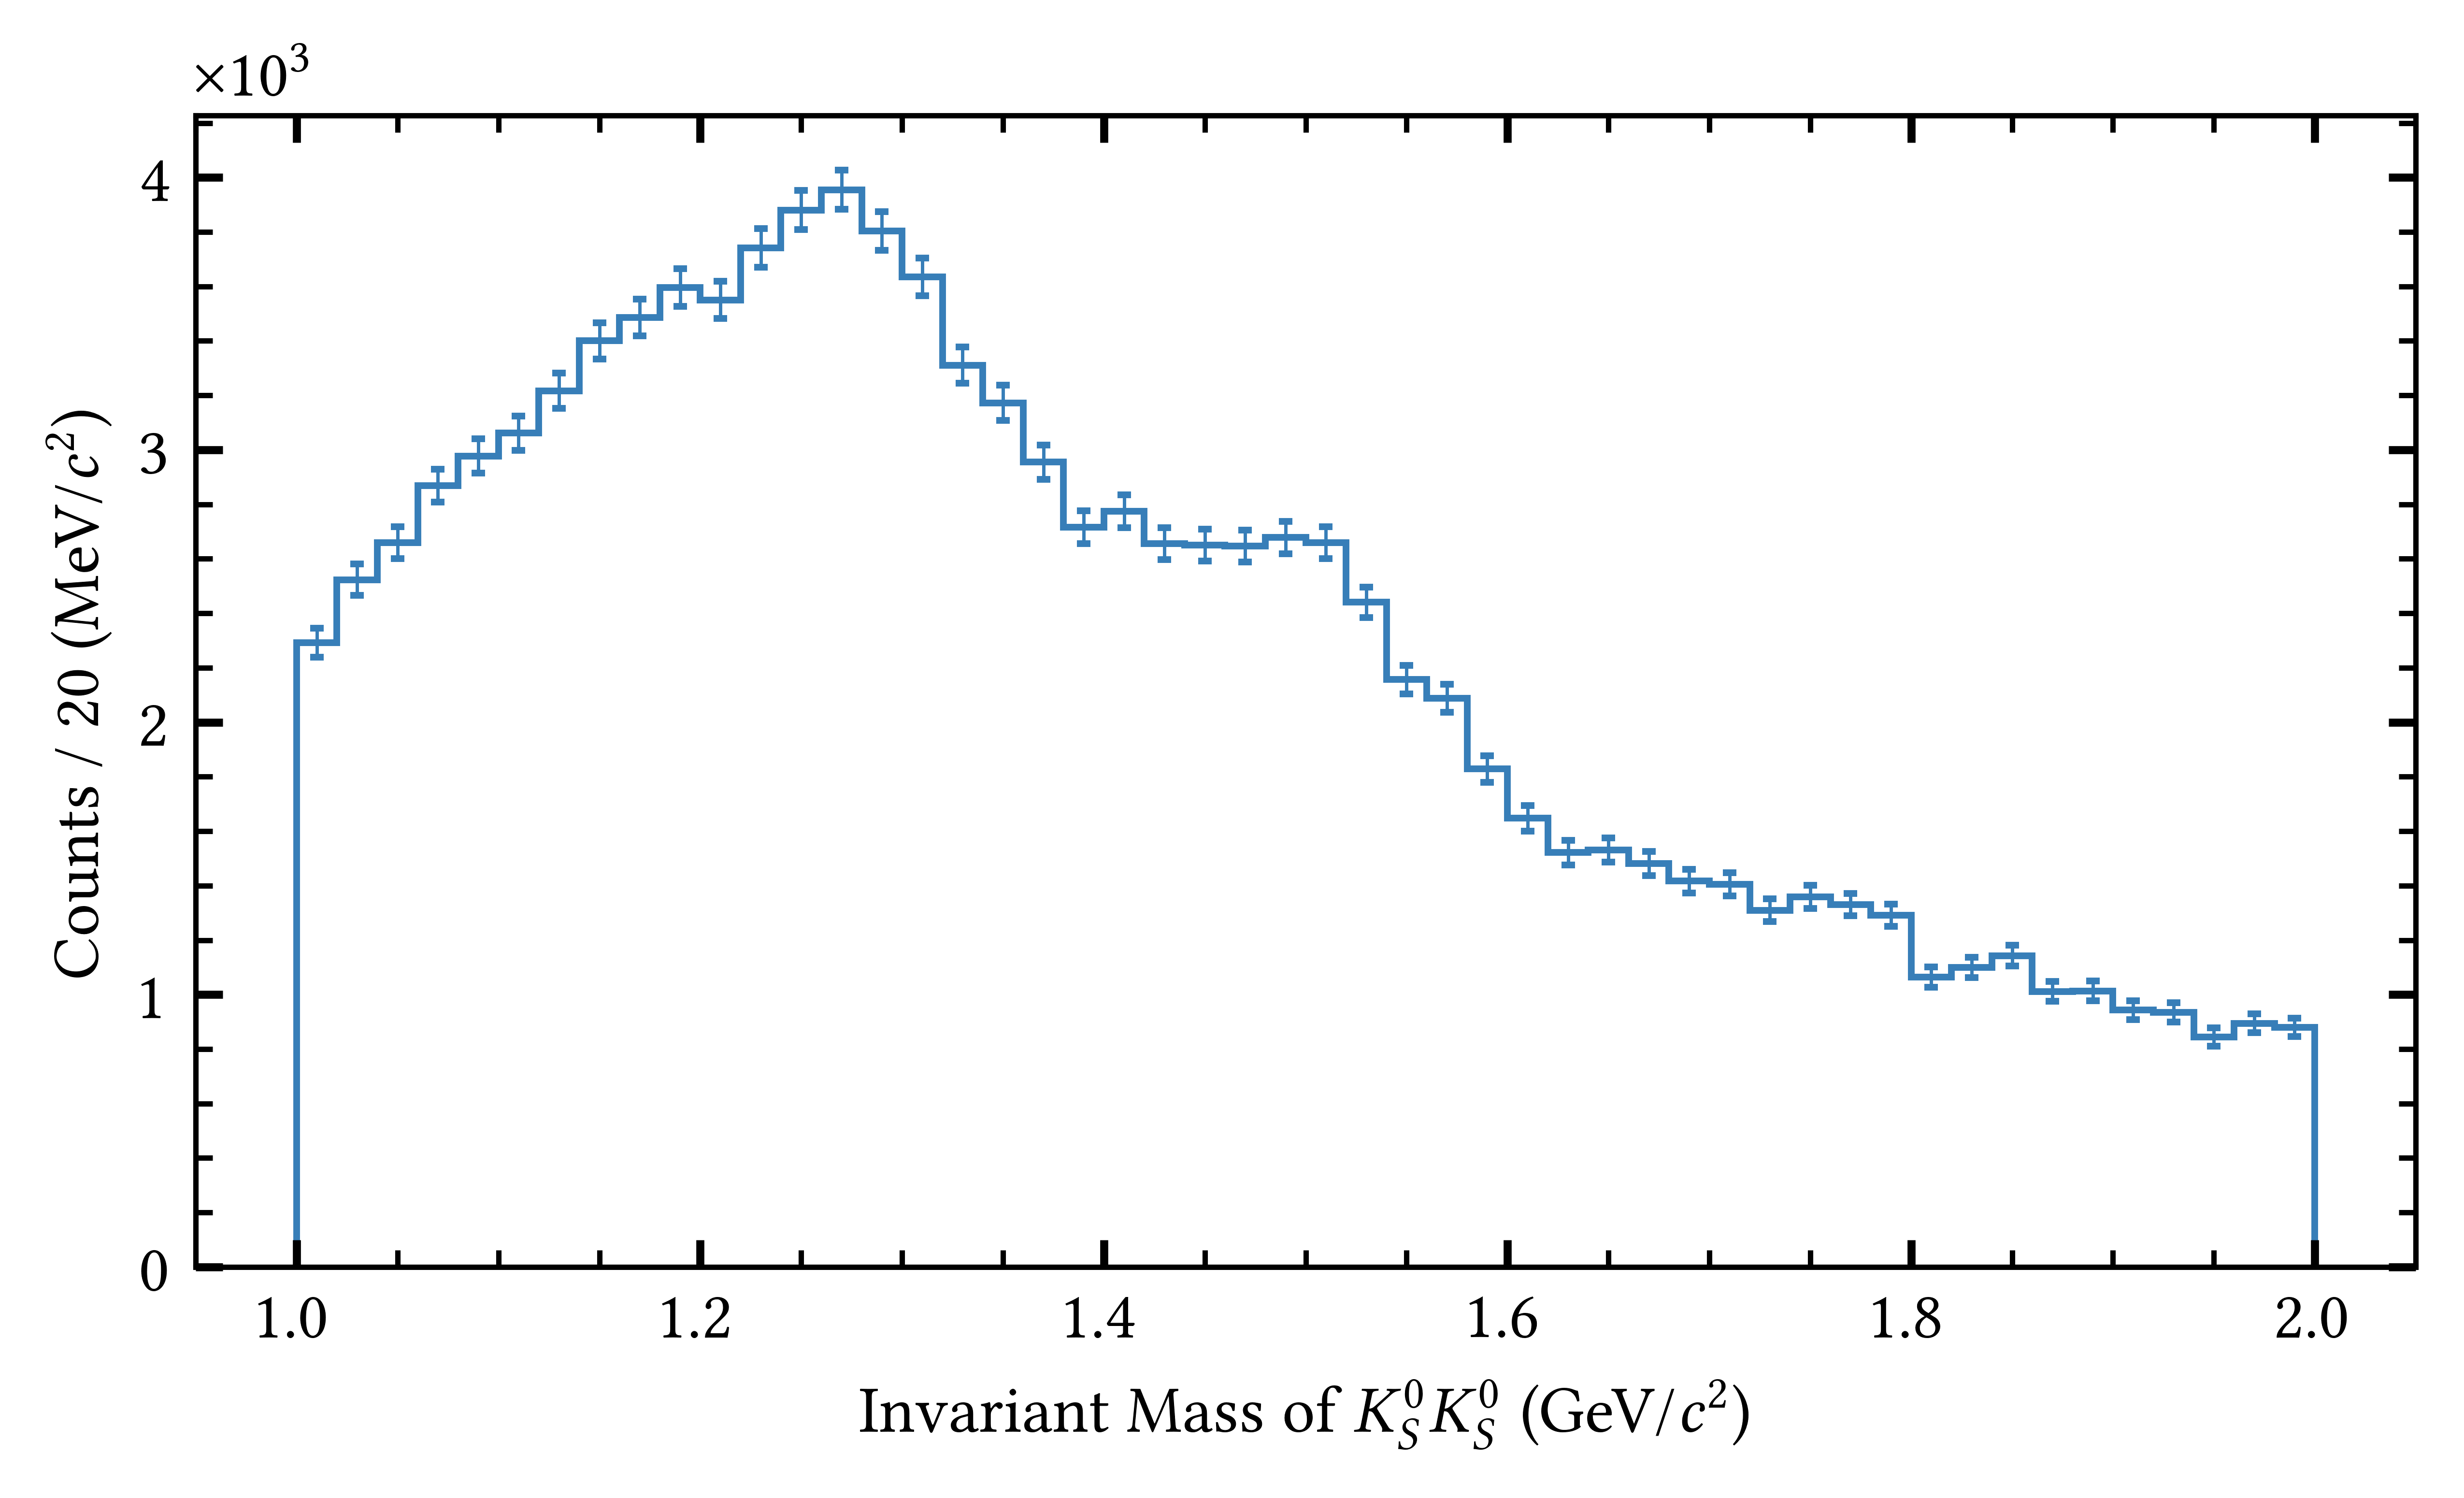 ×10³
4
3
2
1
0
Counts / 20 (MeV/c²)
1.0 1.2 1.4 1.6 1.8 2.0
Invariant Mass of K⁰_S K⁰_S (GeV/c²)